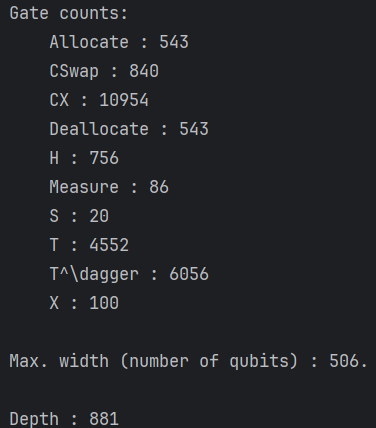 Gate counts:
    Allocate : 543
    CSwap : 840
    CX : 10954
    Deallocate : 543
    H : 756
    Measure : 86
    S : 20
    T : 4552
    T^\dagger : 6056
    X : 100

Max. width (number of qubits) : 506.

Depth : 881